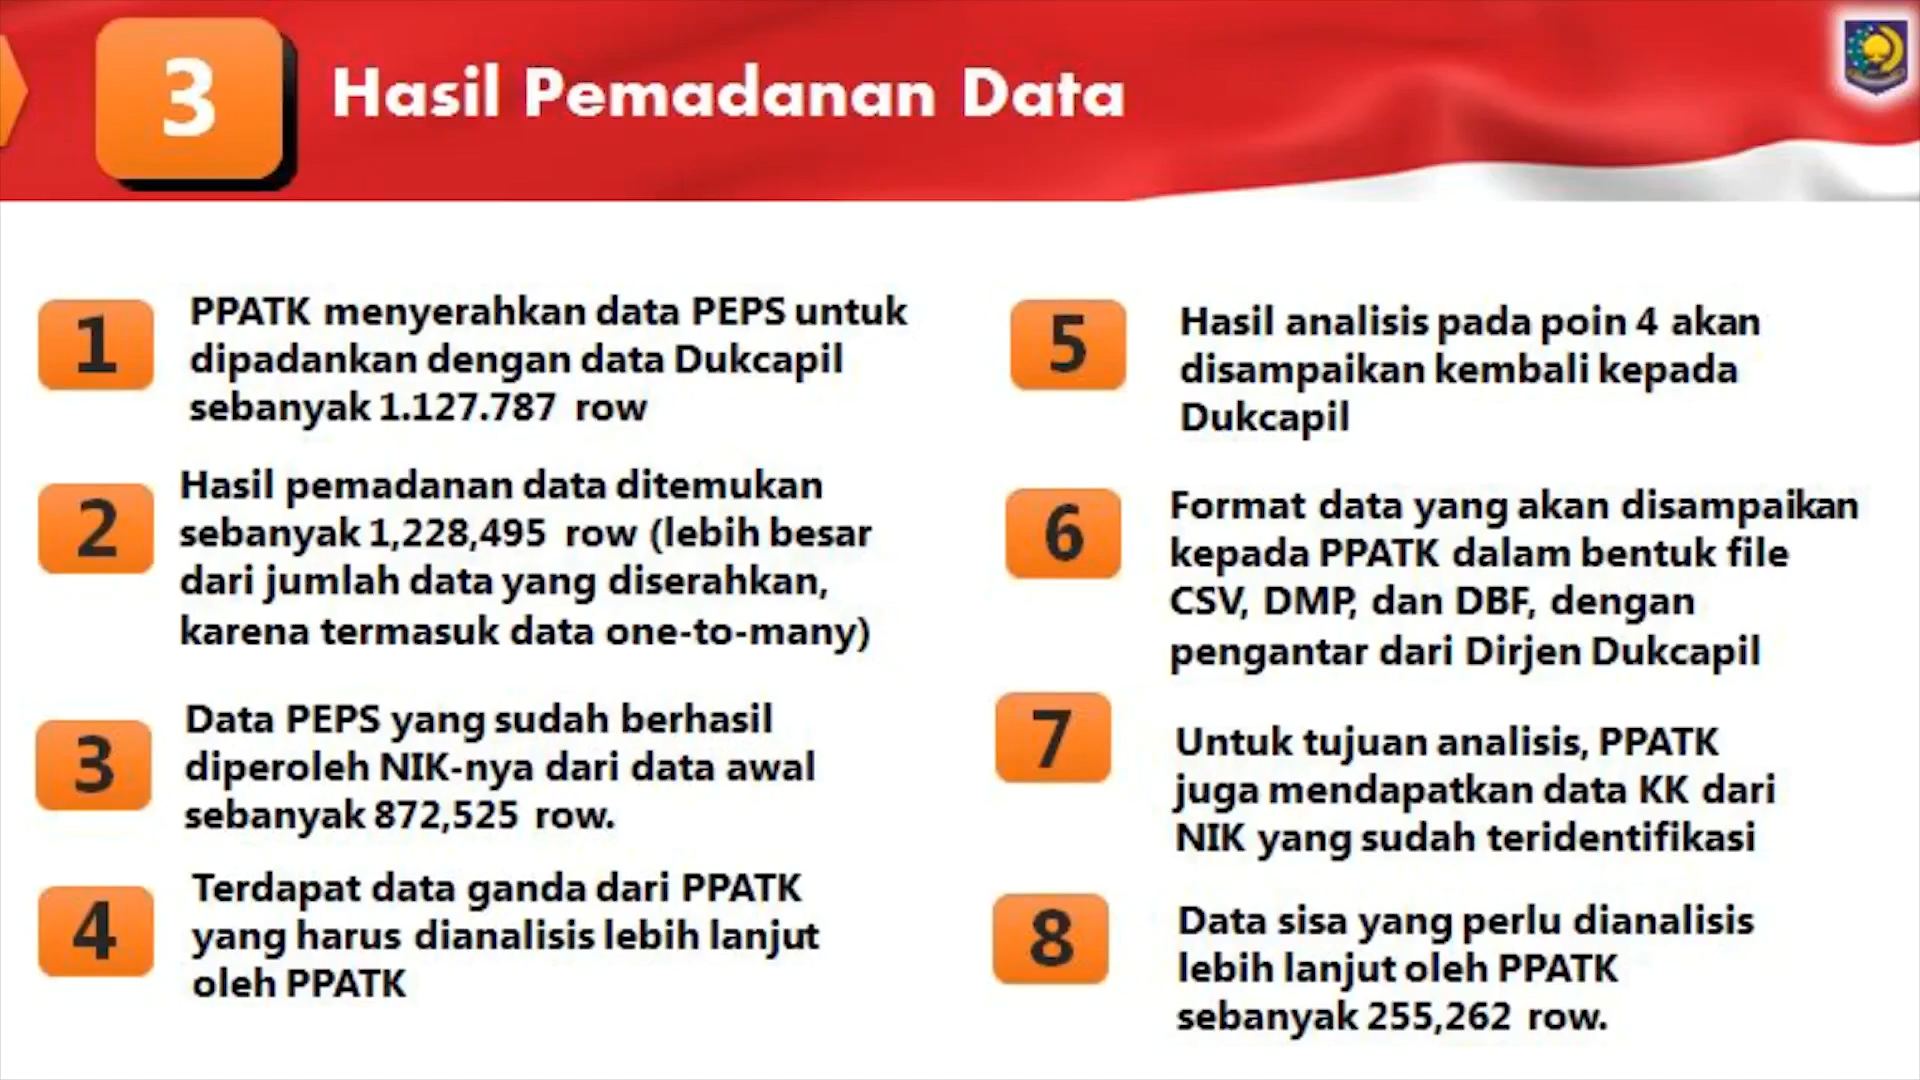 3
Hasil Pemadanan Data
1
PPATK menyerahkan data PEPS untuk
dipadankan dengan data Dukcapil
sebanyak 1.127.787 row
2
Hasil pemadanan data ditemukan
sebanyak 1,228,495 row (lebih besar
dari jumlah data yang diserahkan,
karena termasuk data one-to-many)
3
Data PEPS yang sudah berhasil
diperoleh NIK-nya dari data awal
sebanyak 872,525 row.
4
Terdapat data ganda dari PPATK
yang harus dianalisis lebih lanjut
oleh PPATK
5
Hasil analisis pada poin 4 akan
disampaikan kembali kepada
Dukcapil
6
Format data yang akan disampaikan
kepada PPATK dalam bentuk file
CSV, DMP, dan DBF, dengan
pengantar dari Dirjen Dukcapil
7
Untuk tujuan analisis, PPATK
juga mendapatkan data KK dari
NIK yang sudah teridentifikasi
8
Data sisa yang perlu dianalisis
lebih lanjut oleh PPATK
sebanyak 255,262 row.